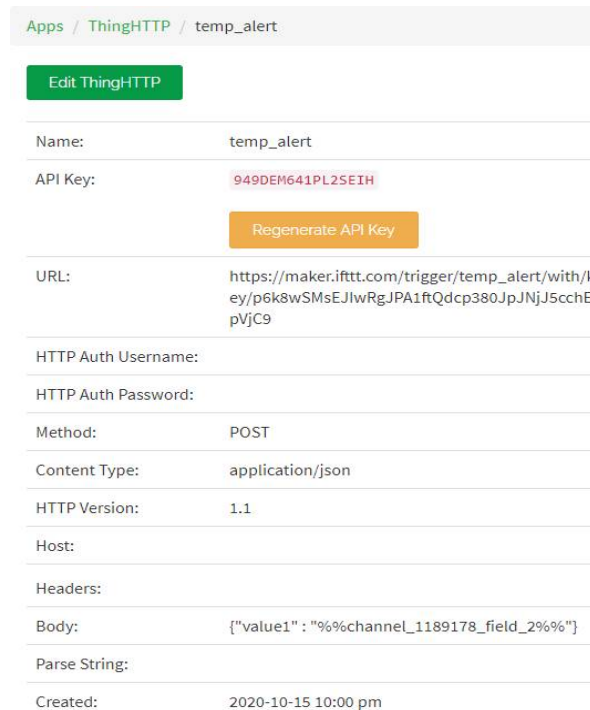 Apps / ThingHTTP / temp_alert
Edit ThingHTTP
Name: temp_alert
API Key: 949DEM641PL2SEIH
Regenerate API Key
URL: https://maker.ifttt.com/trigger/temp_alert/with/k
ey/p6k8wSMsEJIwRgJPA1ftQdcp380JpJNjJ5cchE
pVjC9
HTTP Auth Username:
HTTP Auth Password:
Method: POST
Content Type: application/json
HTTP Version: 1.1
Host:
Headers:
Body: {"value1" : "%%channel_1189178_field_2%%"}
Parse String:
Created: 2020-10-15 10:00 pm